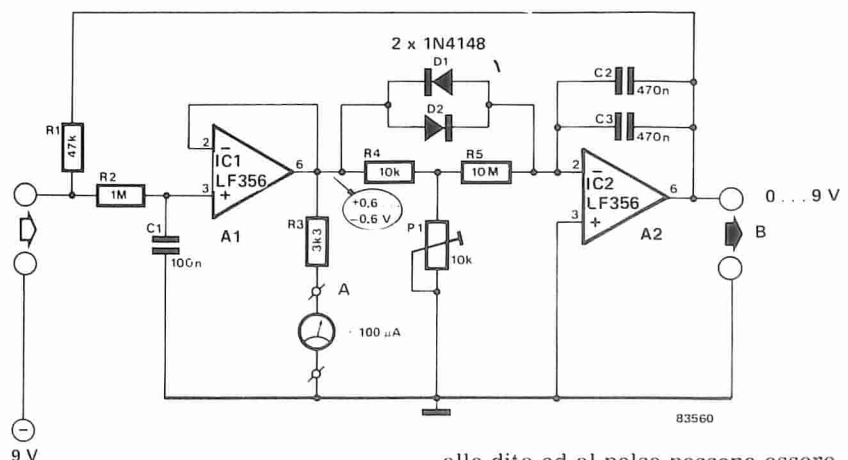 2 x 1N4148
D1
D2
C2
470n
C3
470n
R1
47k
R2
1M
2
3
6
−
+
IC1
LF356
A1
C1
100n
R3
3k3
+0.6 ...
−0.6 V
R4
10k
R5
10M
P1
10k
A
100 µA
2
3
6
−
+
IC2
LF356
A2
0...9 V
B
83560
−
9 V
alle dita ed al polso possono essere